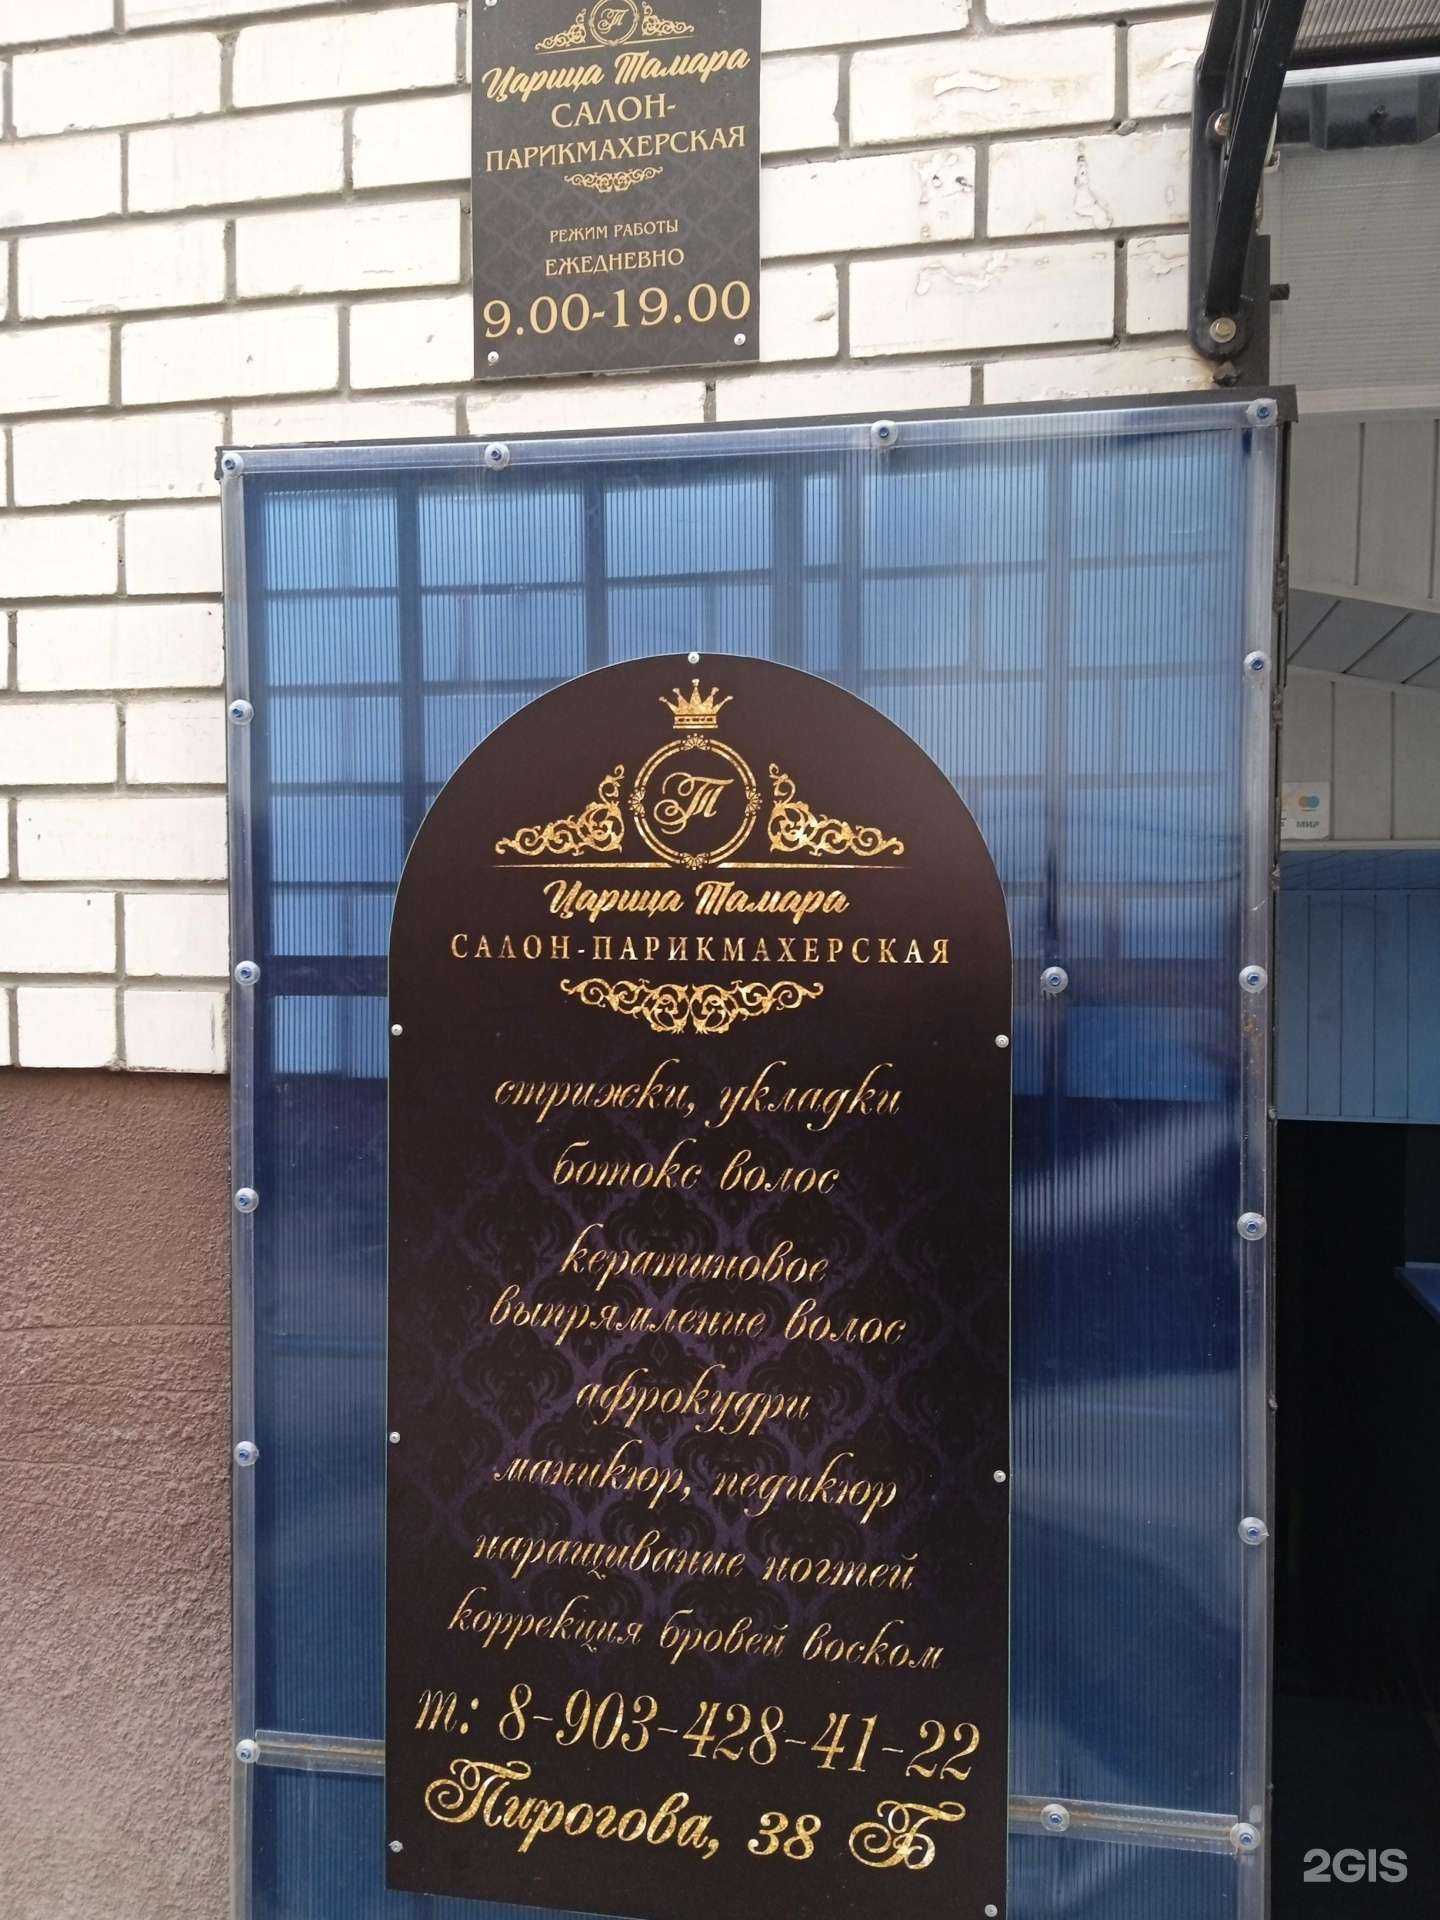 Т
Царица Тамара
САЛОН-
ПАРИКМАХЕРСКАЯ
РЕЖИМ РАБОТЫ
ЕЖЕДНЕВНО
9.00-19.00
Т
Царица Тамара
САЛОН-ПАРИКМАХЕРСКАЯ
стрижки, укладки
ботокс волос
кератиновое
выпрямление волос
афрокудри
маникюр, педикюр
наращивание ногтей
коррекция бровей воском
т: 8-903-428-41-22
Пирогова, 38 Б
МИР
2GIS